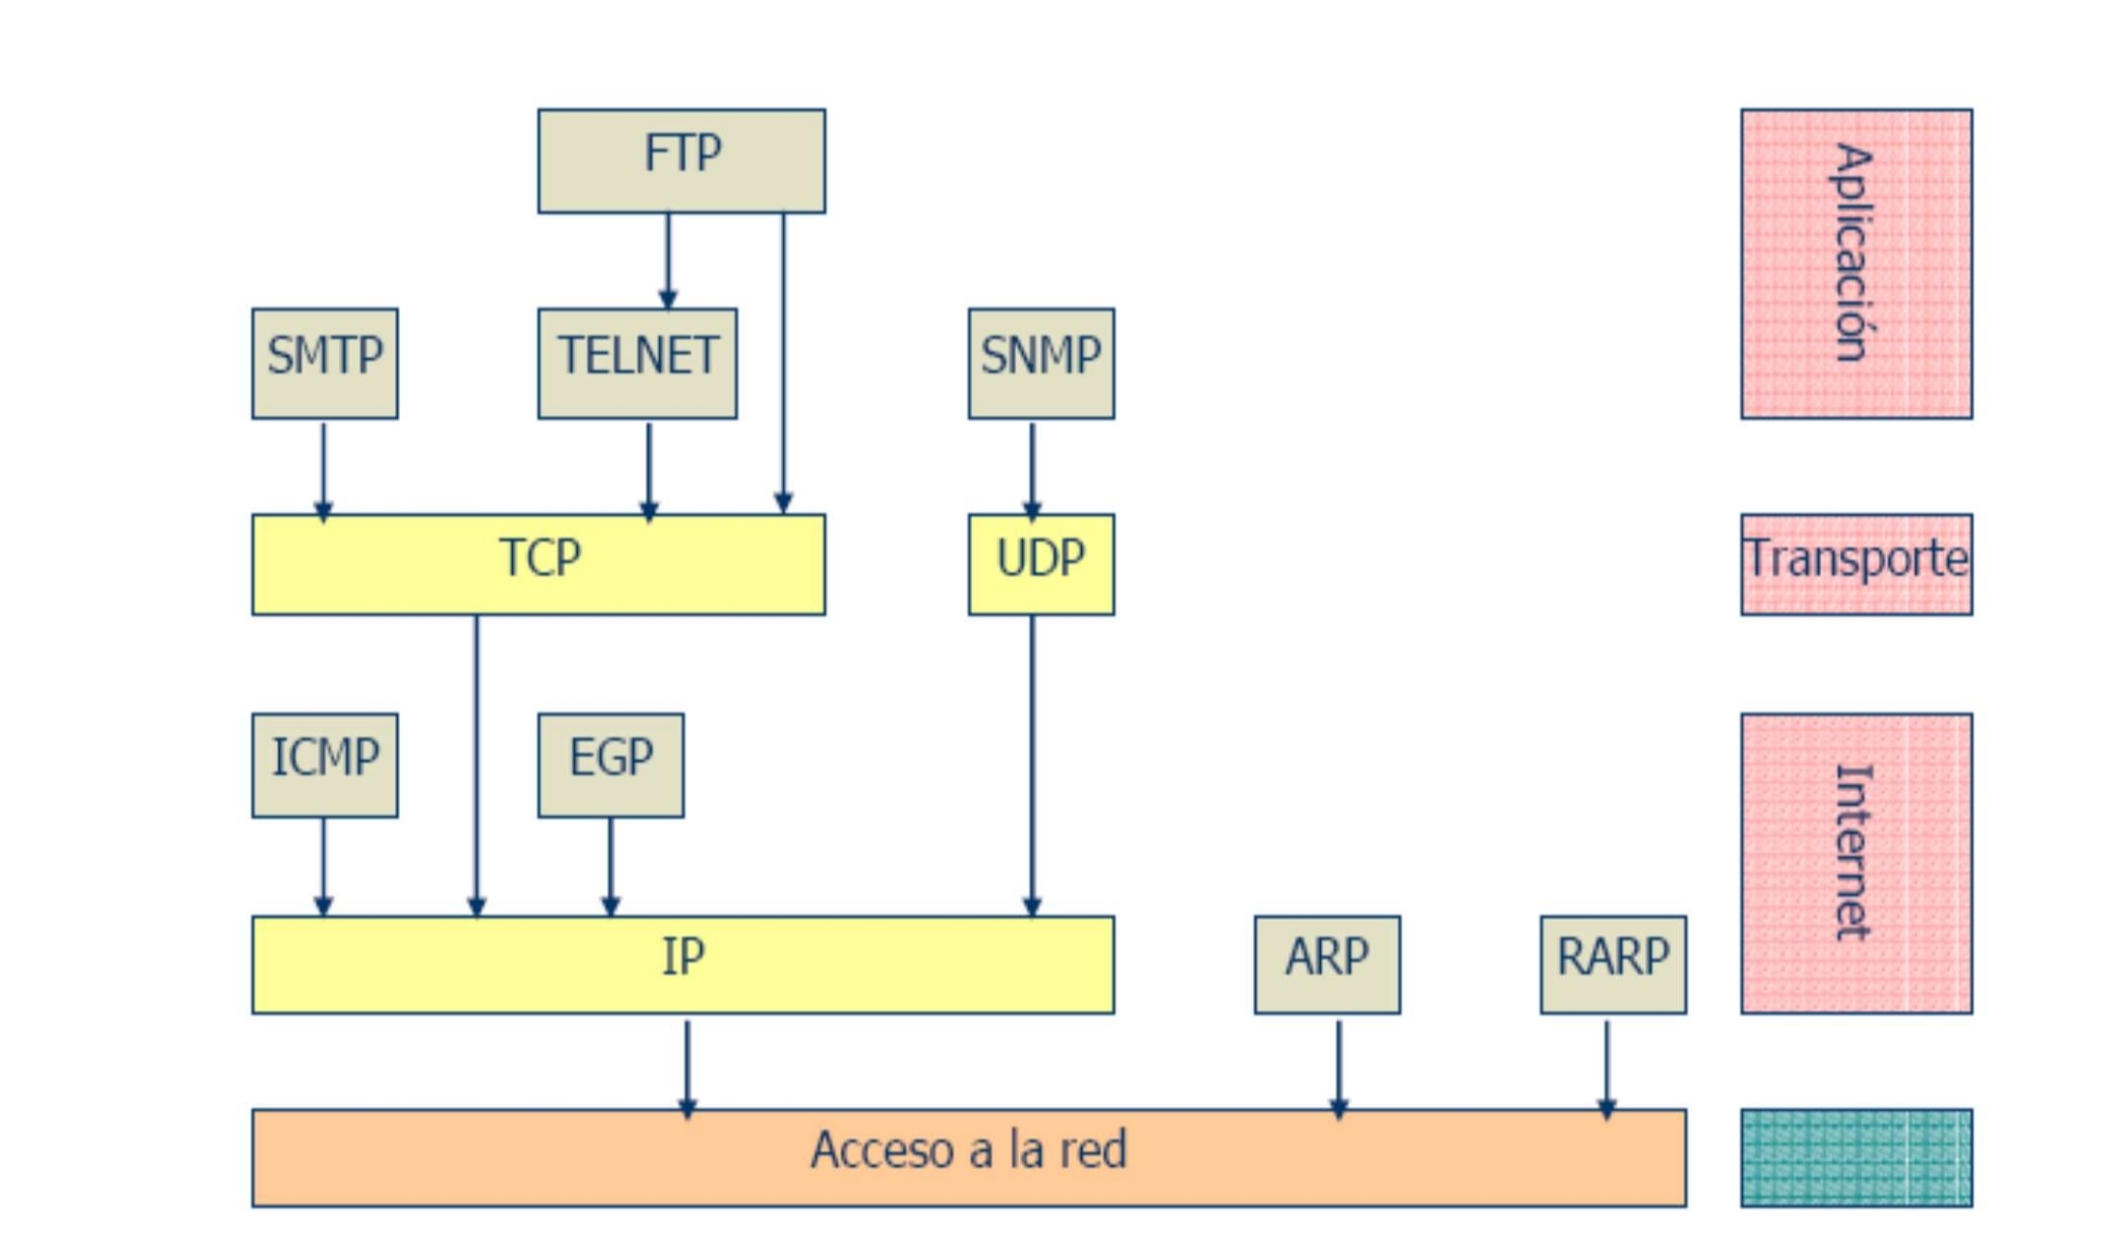 FTP
Aplicación
SMTP
TELNET
SNMP
TCP
UDP
Transporte
ICMP
EGP
Internet
IP
ARP
RARP
Acceso a la red